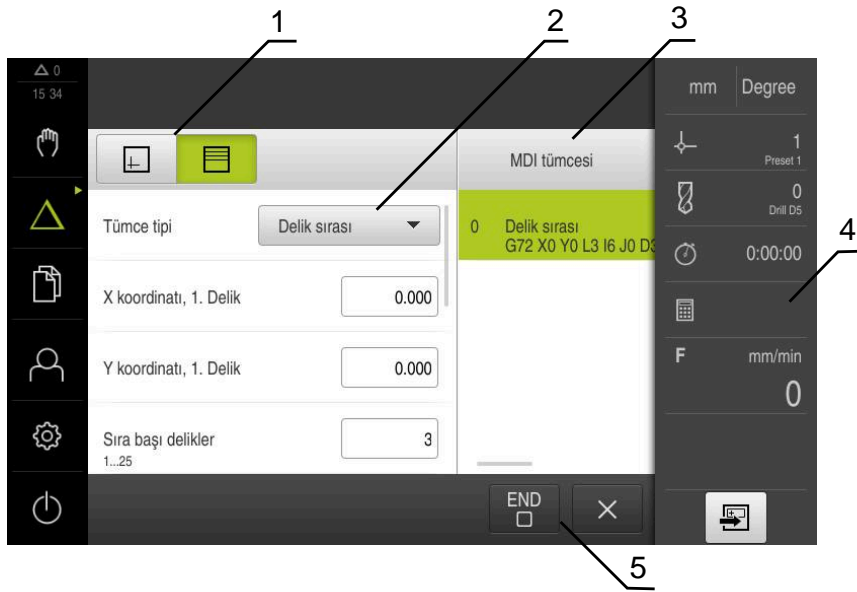 1
2
3
0
15 34
mm
Degree
MDI tümcesi
1
Preset 1
Tümce tipi
Delik sırası
0 Delik sırası
G72 X0 Y0 L3 I6 J0 D3
0
Drill D5
4
0:00:00
X koordinatı, 1. Delik
0.000
Y koordinatı, 1. Delik
0.000
F
mm/min
0
Sıra başı delikler
3
1...25
END
5